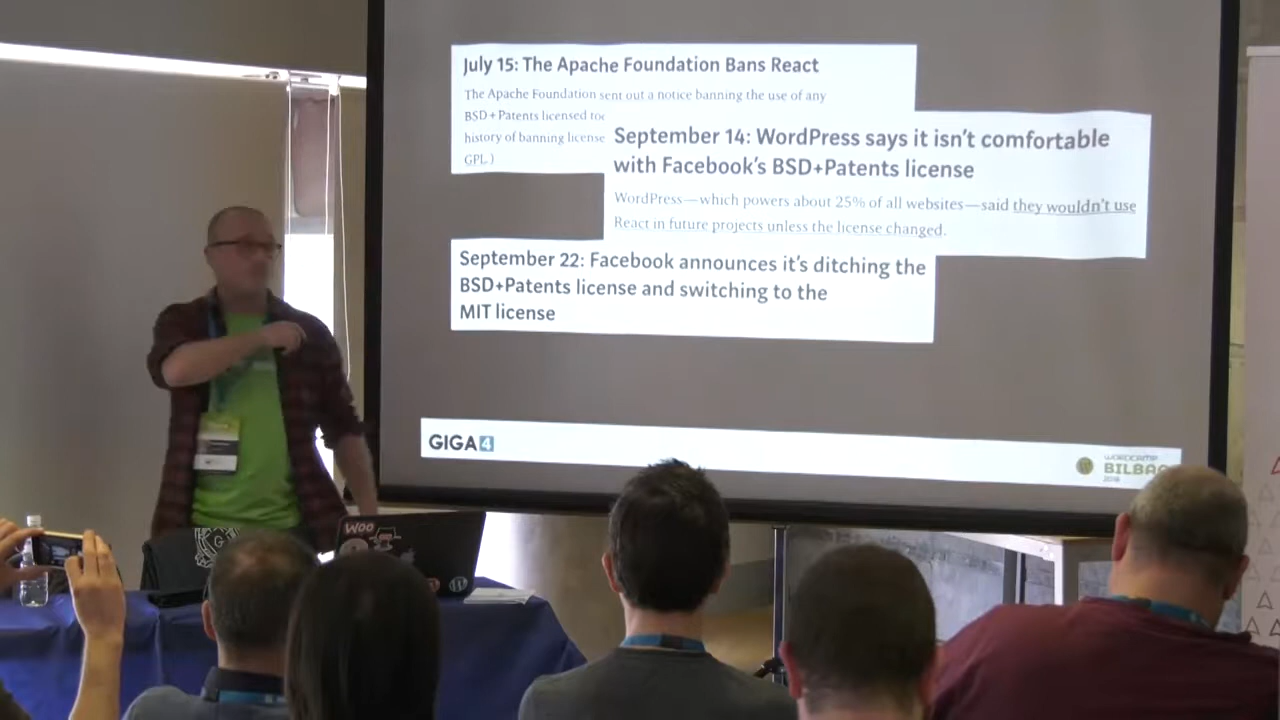 July 15: The Apache Foundation Bans React
The Apache Foundation sent out a notice banning the use of any
BSD+Patents licensed
history of banning license
GPL)
September 14: WordPress says it isn't comfortable
with Facebook's BSD+Patents license
WordPress—which powers about 25% of all websites—said they wouldn't use
React in future projects unless the license changed.
September 22: Facebook announces it's ditching the
BSD+Patents license and switching to the
MIT license
GIGA4
WORDCAMP
BILBAO
2018
WOO